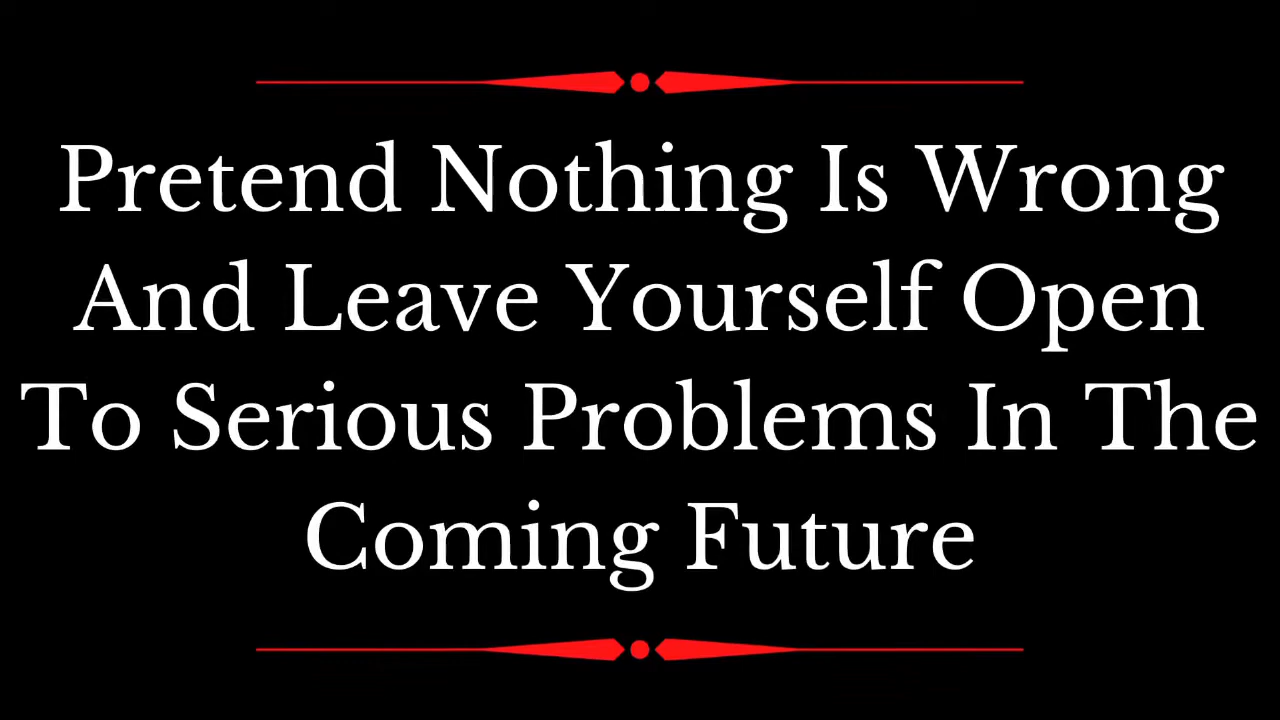 Pretend Nothing Is Wrong
And Leave Yourself Open
To Serious Problems In The
Coming Future